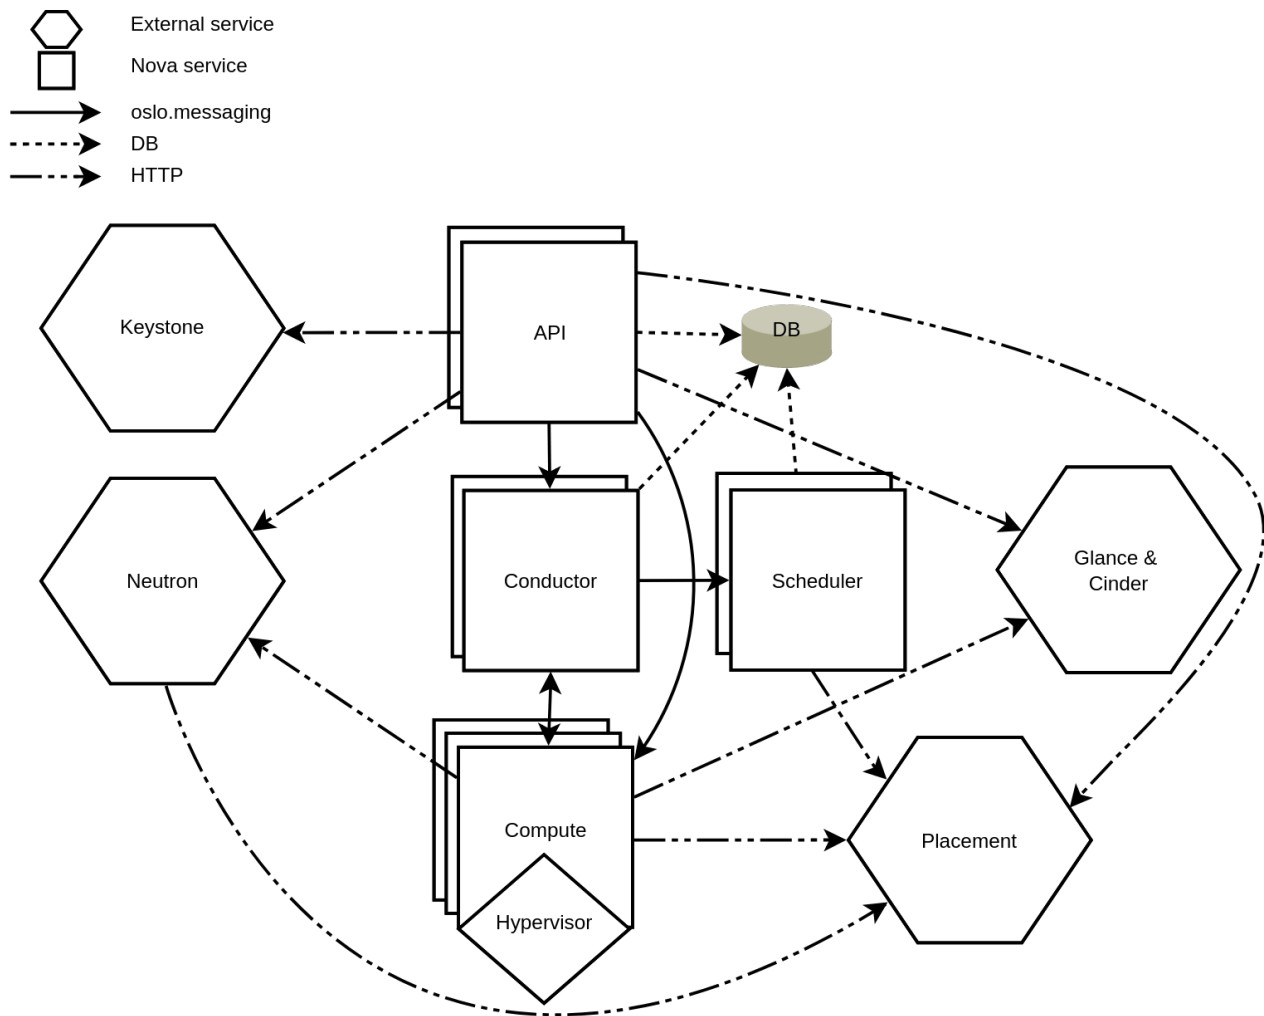 External service
Nova service
oslo.messaging
DB
HTTP
Keystone
API
DB
Neutron
Conductor
Scheduler
Glance &
Cinder
Compute
Placement
Hypervisor